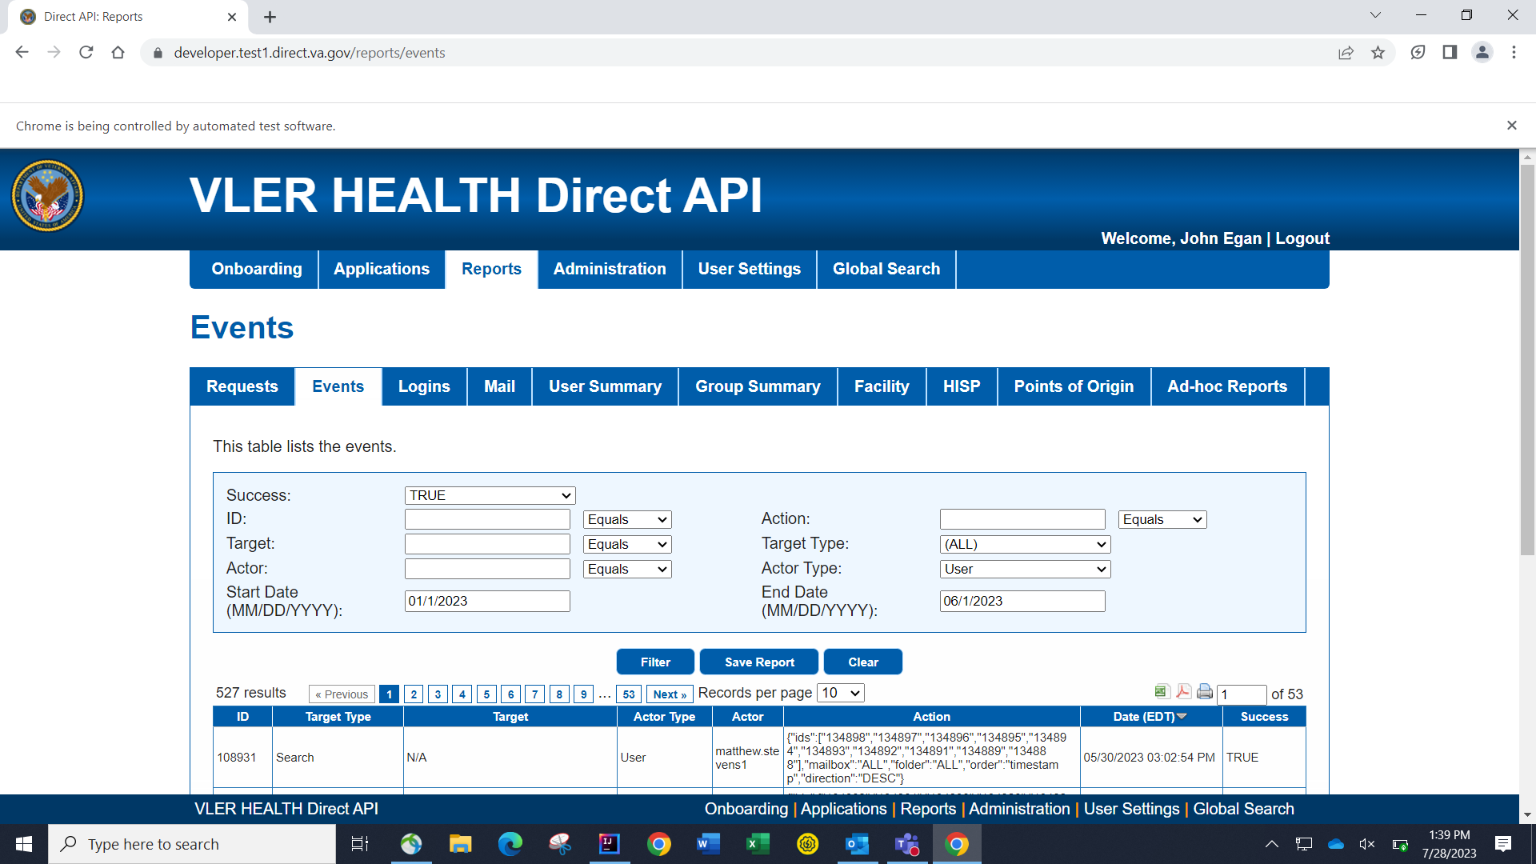 Direct API: Reports
developer.test1.direct.va.gov/reports/events
Chrome is being controlled by automated test software.
VLER HEALTH Direct API
Welcome, John Egan | Logout
Onboarding Applications Reports Administration User Settings Global Search
Events
Requests Events Logins Mail User Summary Group Summary Facility HISP Points of Origin Ad-hoc Reports
This table lists the events.
Success: TRUE
ID: Equals Action: Equals
Target: Equals Target Type: (ALL)
Actor: Equals Actor Type: User
Start Date (MM/DD/YYYY): 01/1/2023 End Date (MM/DD/YYYY): 06/1/2023
Filter Save Report Clear
527 results « Previous 1 2 3 4 5 6 7 8 9 ... 53 Next » Records per page 10 1 of 53
ID Target Type Target Actor Type Actor Action Date (EDT) Success
108931 Search N/A User matthew.stevens1 {"ids":["134898","134897","134896","134895","134894","134893","134892","134891","134889","134888"],"mailbox":"ALL","folder":"ALL","order":"timestamp","direction":"DESC"} 05/30/2023 03:02:54 PM TRUE
VLER HEALTH Direct API Onboarding | Applications | Reports | Administration | User Settings | Global Search
Type here to search
1:39 PM
7/28/2023